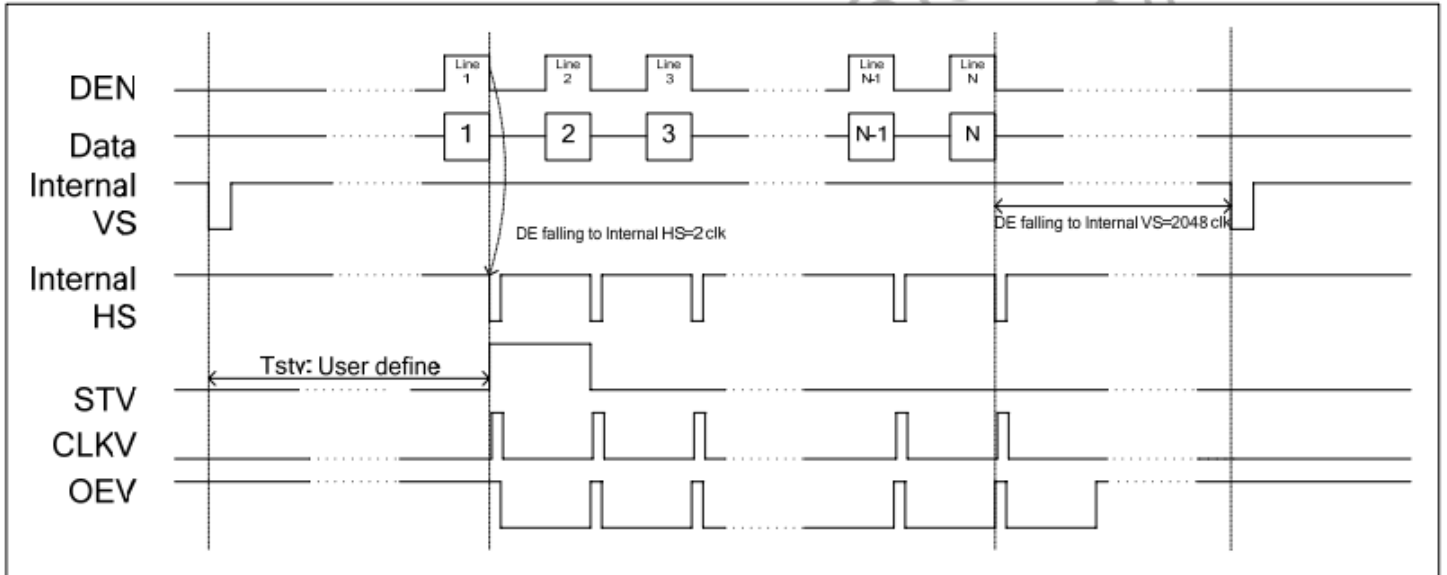 DEN
Line
1
Line
2
Line
3
Line
N-1
Line
N
Data
1
2
3
N-1
N
Internal
VS
DE falling to Internal HS=2 clk
DE falling to Internal VS=2048 clk
Internal
HS
Tstv: User define
STV
CLKV
OEV